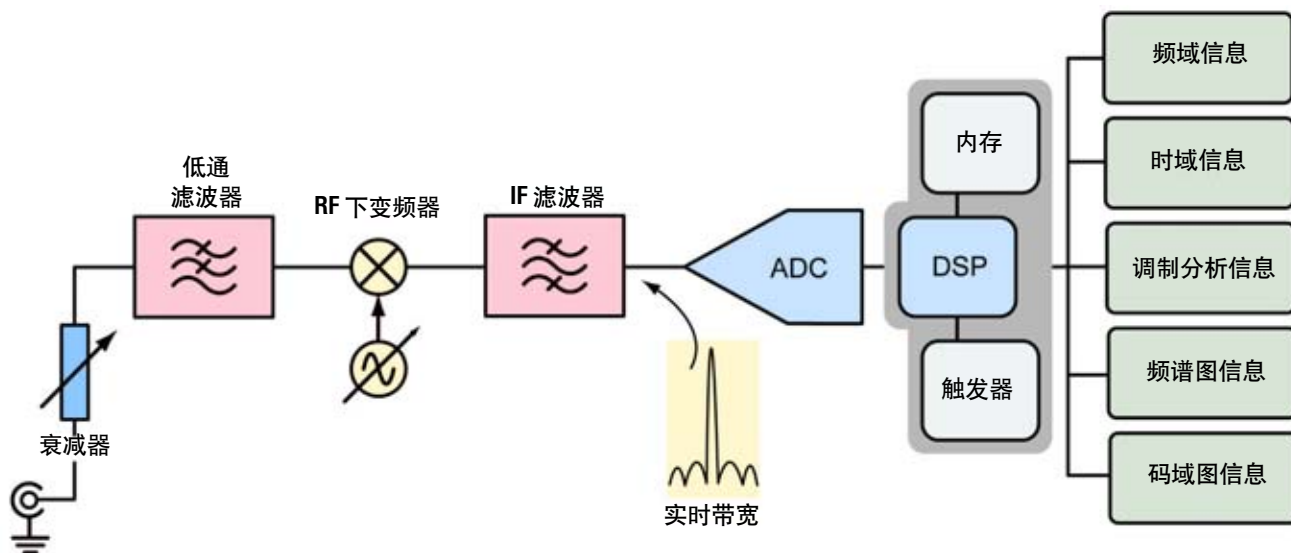 低通
滤波器
RF 下变频器
IF 滤波器
ADC
内存
DSP
触发器
衰减器
实时带宽
频域信息
时域信息
调制分析信息
频谱图信息
码域图信息